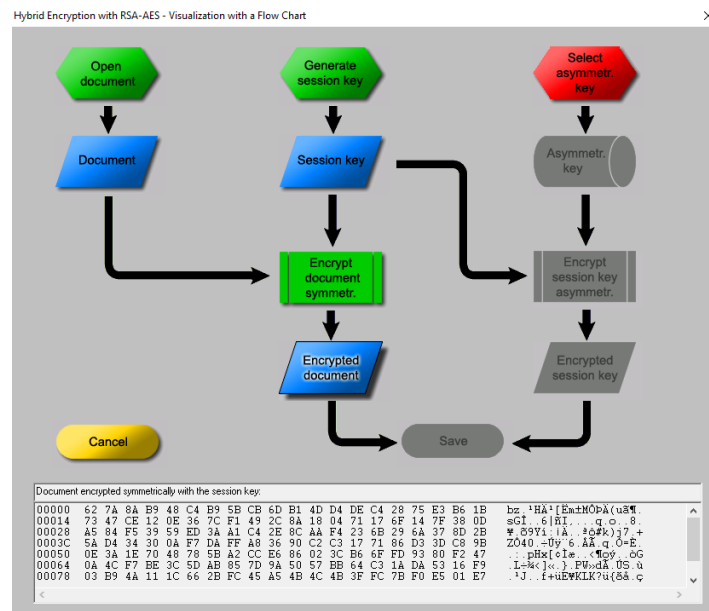 Hybrid Encryption with RSA-AES - Visualization with a Flow Chart
Open
document
Generate
session key
Select
asymmetr.
key
Document
Session key
Asymmetr.
key
Encrypt
document
symmetr.
Encrypt
session key
asymmetr.
Encrypted
document
Encrypted
session key
Cancel
Save
Document encrypted symmetrically with the session key:
00000 62 7A 8A B9 48 C4 B9 5B CB 6D B1 4D D4 DE C4 28 75 E3 B6 1B
00014 73 47 CE 12 0E 36 7C F1 49 2C 8A 18 04 71 17 6F 14 7F 38 0D
00028 A5 84 F5 39 59 ED 3A A1 C4 2E 8C AA F4 23 6B 29 6A 37 8D 2B
0003C 5A D4 34 30 0A F7 DA FF A8 36 90 C2 C3 17 71 86 D3 3D C8 9B
00050 0E 3A 1E 70 48 78 5B A2 CC E6 86 02 3C B6 6F FD 93 80 F2 47
00064 0A 4C F7 BE 3C 5D AB 85 7D 9A 50 57 BB 64 C3 1A DA 53 16 F9
00078 03 B9 4A 11 1C 66 2B FC 45 A5 4B 4C 4B 3F FC 7B F0 E5 01 E7